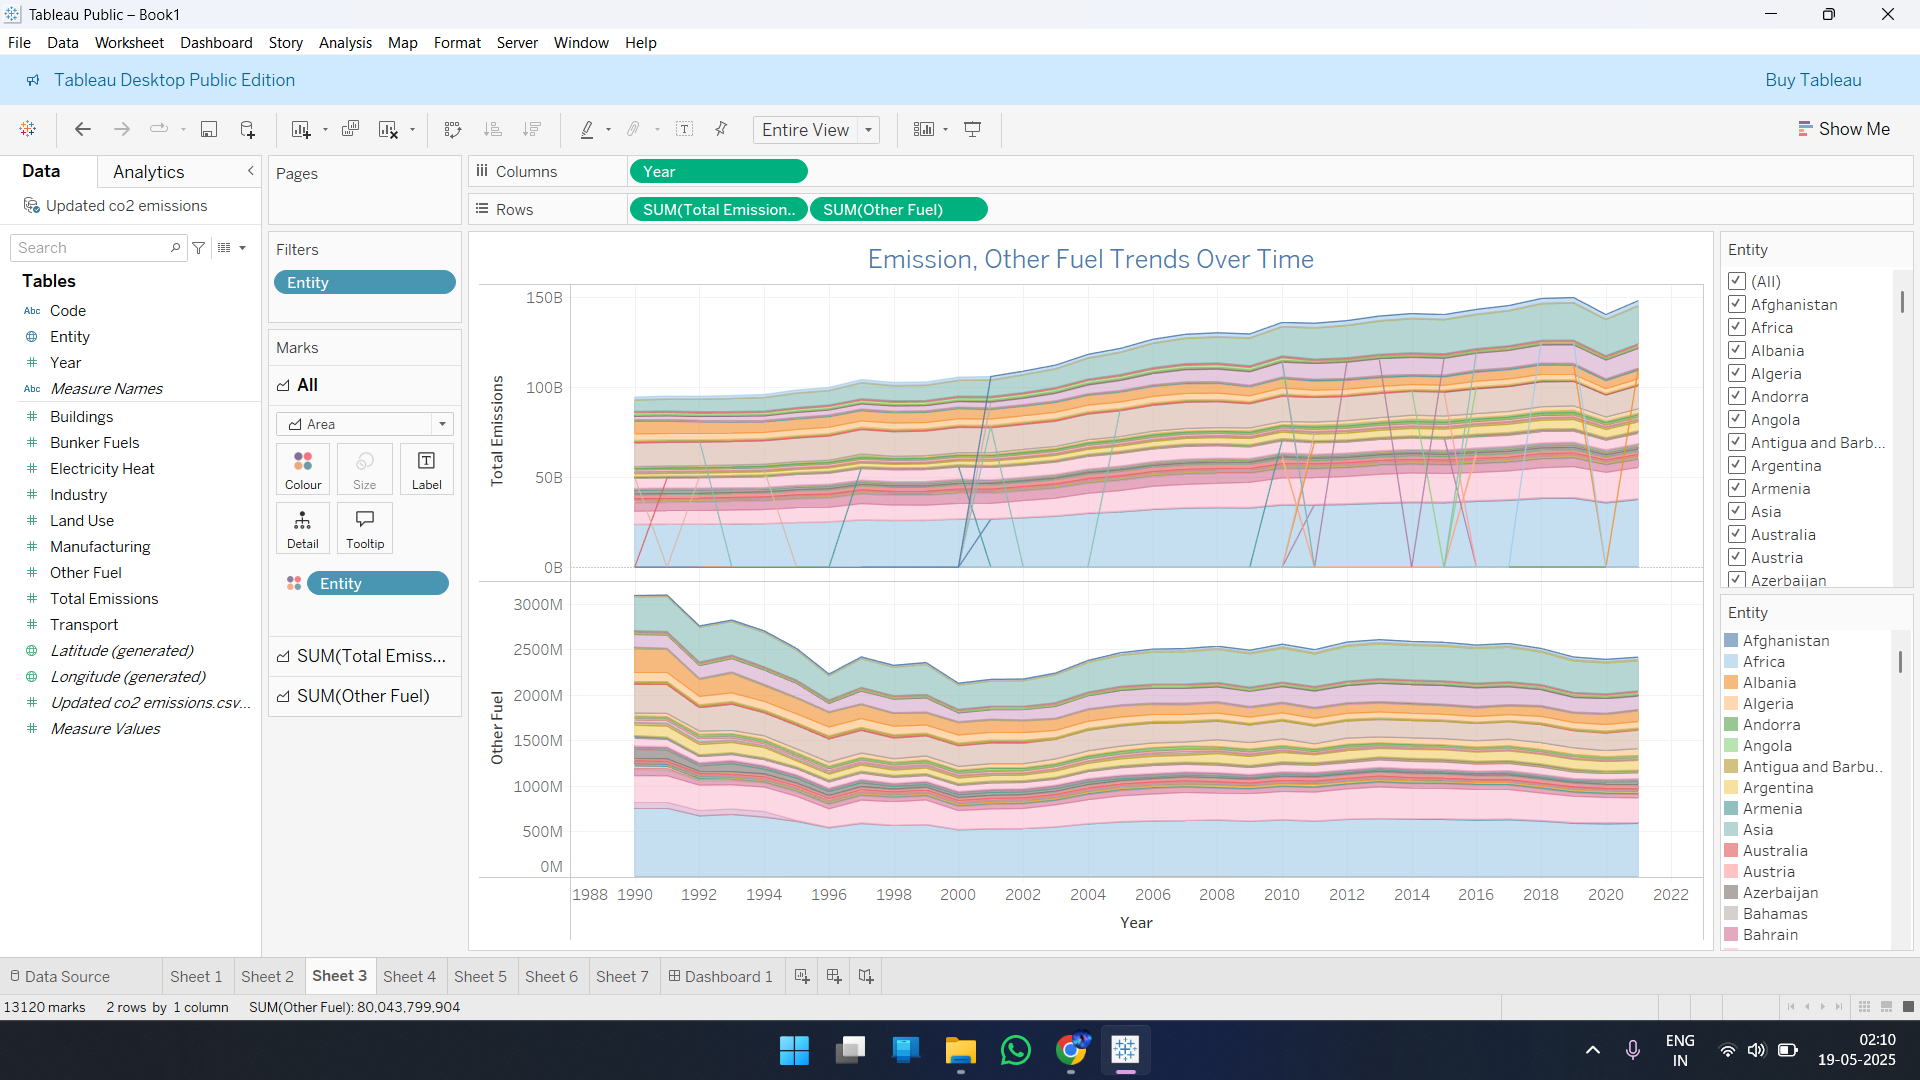 Tableau Public – Book1
File Data Worksheet Dashboard Story Analysis Map Format Server Window Help
Tableau Desktop Public Edition
Buy Tableau
Entire View
Show Me
Data
Analytics
Updated co2 emissions
Search
Tables
Abc Code
Entity
Year
Abc Measure Names
Buildings
Bunker Fuels
Electricity Heat
Industry
Land Use
Manufacturing
Other Fuel
Total Emissions
Transport
Latitude (generated)
Longitude (generated)
Updated co2 emissions.csv...
Measure Values
Pages
Filters
Entity
Marks
All
Area
Colour
Size
Label
Detail
Tooltip
Entity
SUM(Total Emiss...
SUM(Other Fuel)
Columns
Year
Rows
SUM(Total Emission..
SUM(Other Fuel)
Emission, Other Fuel Trends Over Time
Total Emissions
150B
100B
50B
0B
Other Fuel
3000M
2500M
2000M
1500M
1000M
500M
0M
1988 1990 1992 1994 1996 1998 2000 2002 2004 2006 2008 2010 2012 2014 2016 2018 2020 2022
Year
Entity
(All)
Afghanistan
Africa
Albania
Algeria
Andorra
Angola
Antigua and Barb...
Argentina
Armenia
Asia
Australia
Austria
Azerbaijan
Entity
Afghanistan
Africa
Albania
Algeria
Andorra
Angola
Antigua and Barbu..
Argentina
Armenia
Asia
Australia
Austria
Azerbaijan
Bahamas
Bahrain
Data Source
Sheet 1
Sheet 2
Sheet 3
Sheet 4
Sheet 5
Sheet 6
Sheet 7
Dashboard 1
13120 marks
2 rows by 1 column
SUM(Other Fuel): 80,043,799,904
ENG
IN
02:10
19-05-2025